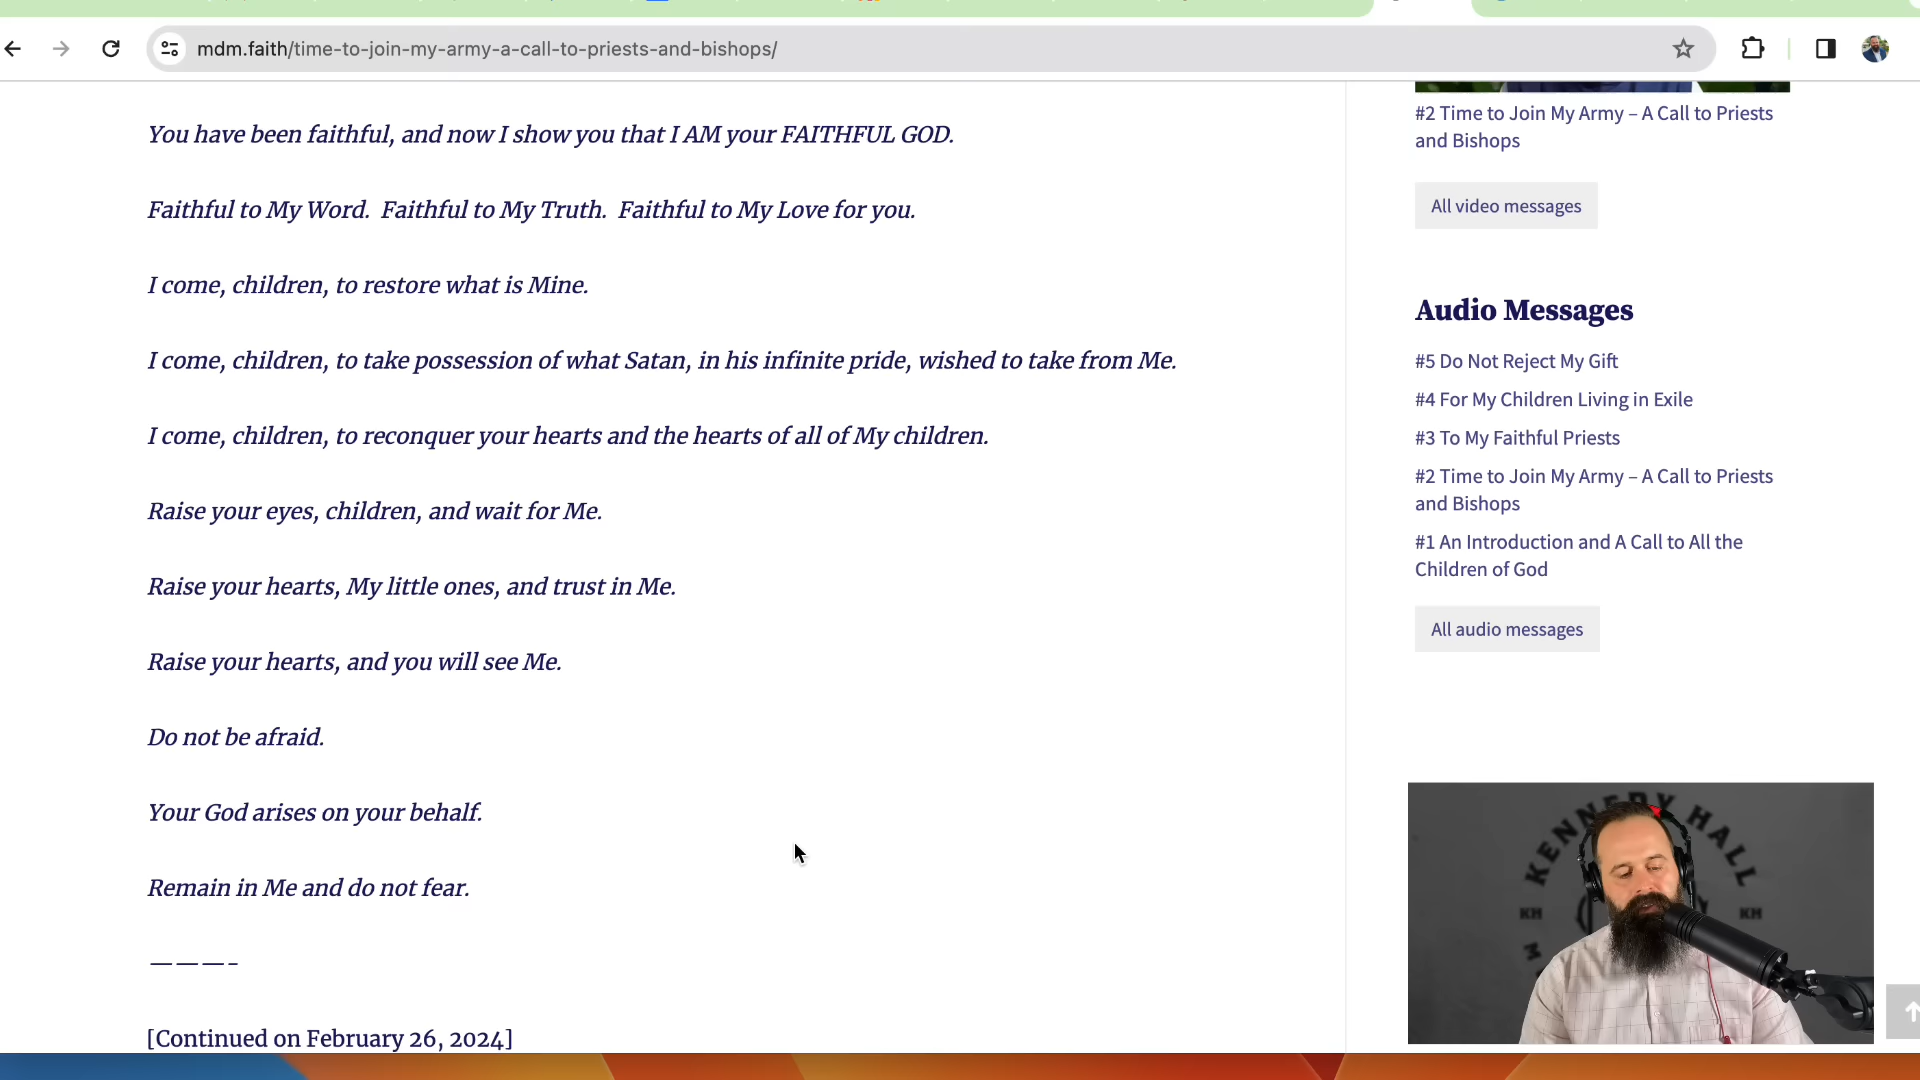 mdm.faith/time-to-join-my-army-a-call-to-priests-and-bishops/
You have been faithful, and now I show you that I AM your FAITHFUL GOD.
Faithful to My Word.  Faithful to My Truth.  Faithful to My Love for you.
I come, children, to restore what is Mine.
I come, children, to take possession of what Satan, in his infinite pride, wished to take from Me.
I come, children, to reconquer your hearts and the hearts of all of My children.
Raise your eyes, children, and wait for Me.
Raise your hearts, My little ones, and trust in Me.
Raise your hearts, and you will see Me.
Do not be afraid.
Your God arises on your behalf.
Remain in Me and do not fear.
———-
[Continued on February 26, 2024]
#2 Time to Join My Army – A Call to Priests
and Bishops
All video messages
Audio Messages
#5 Do Not Reject My Gift
#4 For My Children Living in Exile
#3 To My Faithful Priests
#2 Time to Join My Army – A Call to Priests
and Bishops
#1 An Introduction and A Call to All the
Children of God
All audio messages
KENNEDY HALL
KH KH